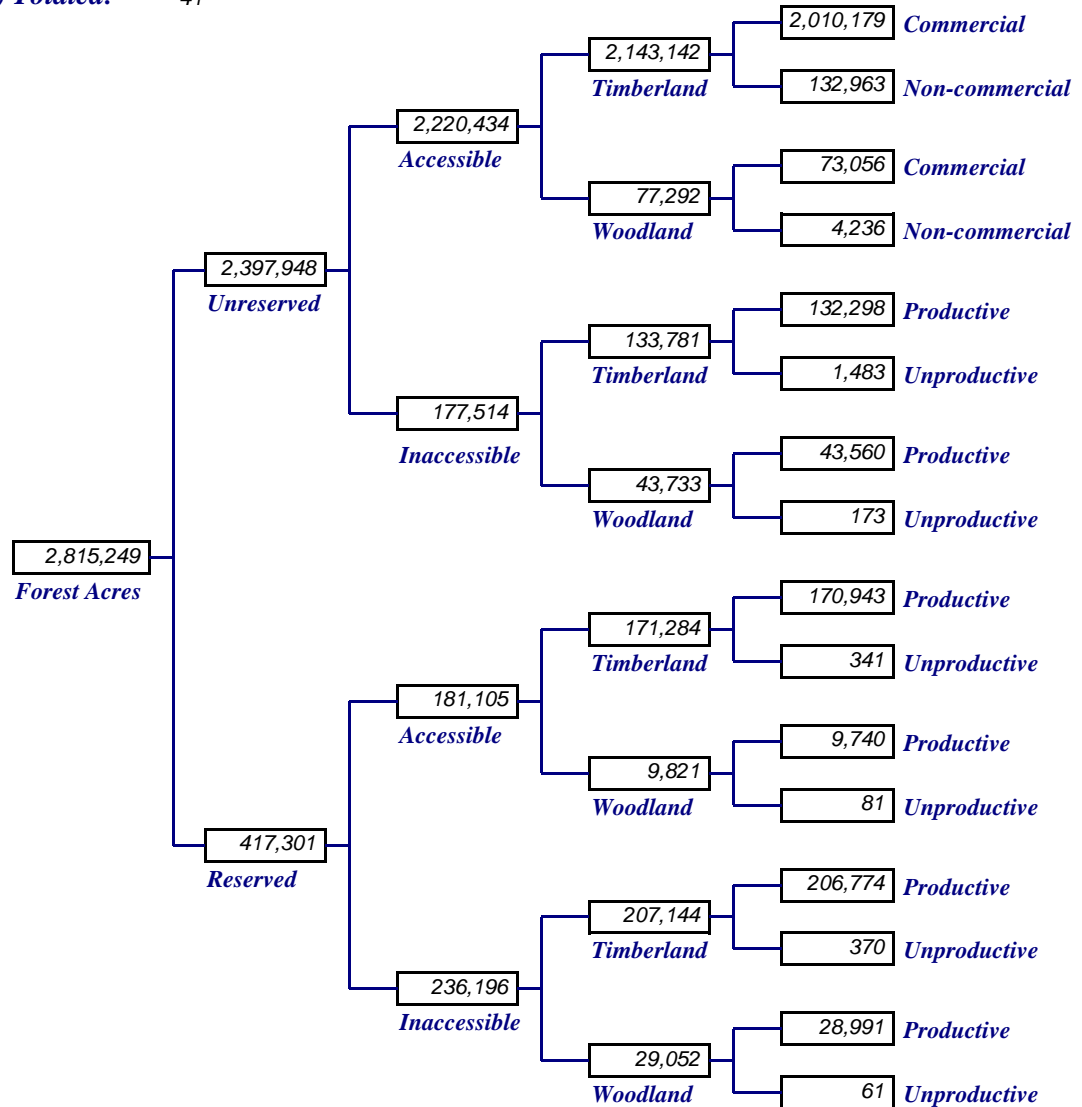 41
2,010,179 Commercial
2,143,142
Timberland
132,963 Non-commercial
2,220,434
Accessible
73,056 Commercial
77,292
Woodland
4,236 Non-commercial
2,397,948
Unreserved
132,298 Productive
133,781
Timberland
1,483 Unproductive
177,514
Inaccessible
43,560 Productive
43,733
Woodland
173 Unproductive
2,815,249
Forest Acres
170,943 Productive
171,284
Timberland
341 Unproductive
181,105
Accessible
9,740 Productive
9,821
Woodland
81 Unproductive
417,301
Reserved
206,774 Productive
207,144
Timberland
370 Unproductive
236,196
Inaccessible
28,991 Productive
29,052
Woodland
61 Unproductive